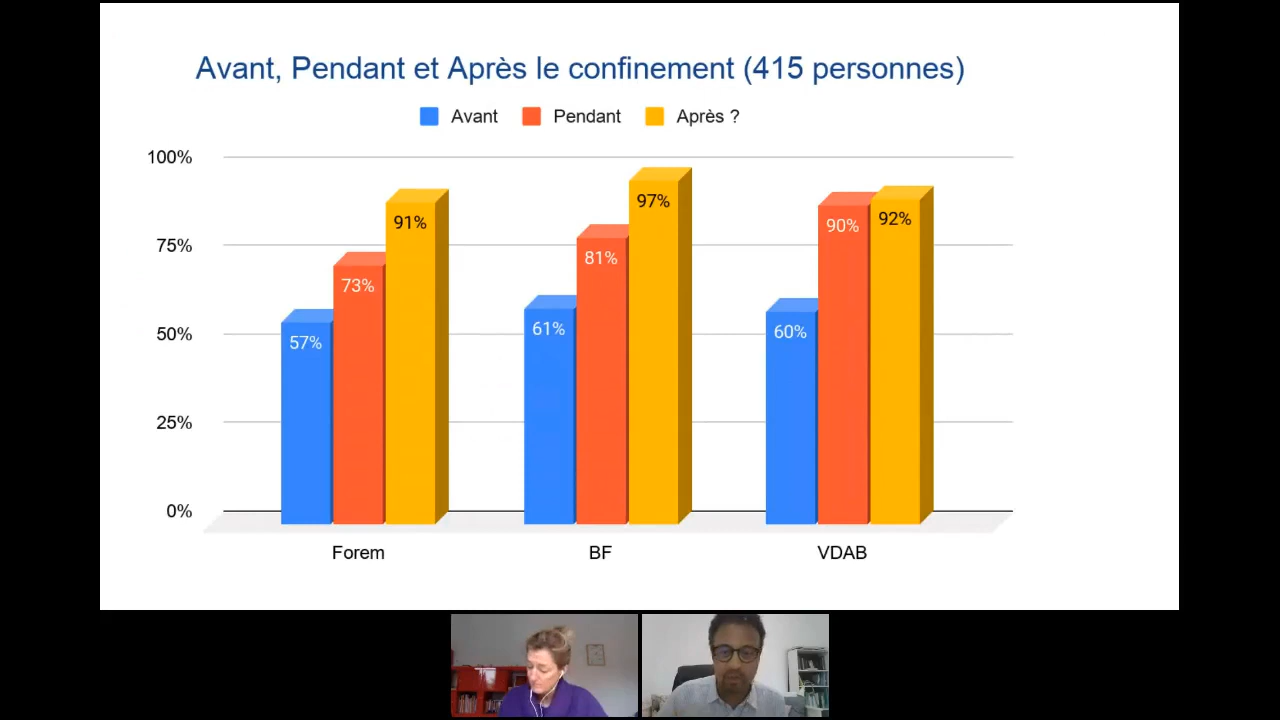 Avant, Pendant et Après le confinement (415 personnes)
Avant Pendant Après ?
100%
75%
50%
25%
0%
57% 73% 91%
61% 81% 97%
60% 90% 92%
Forem BF VDAB